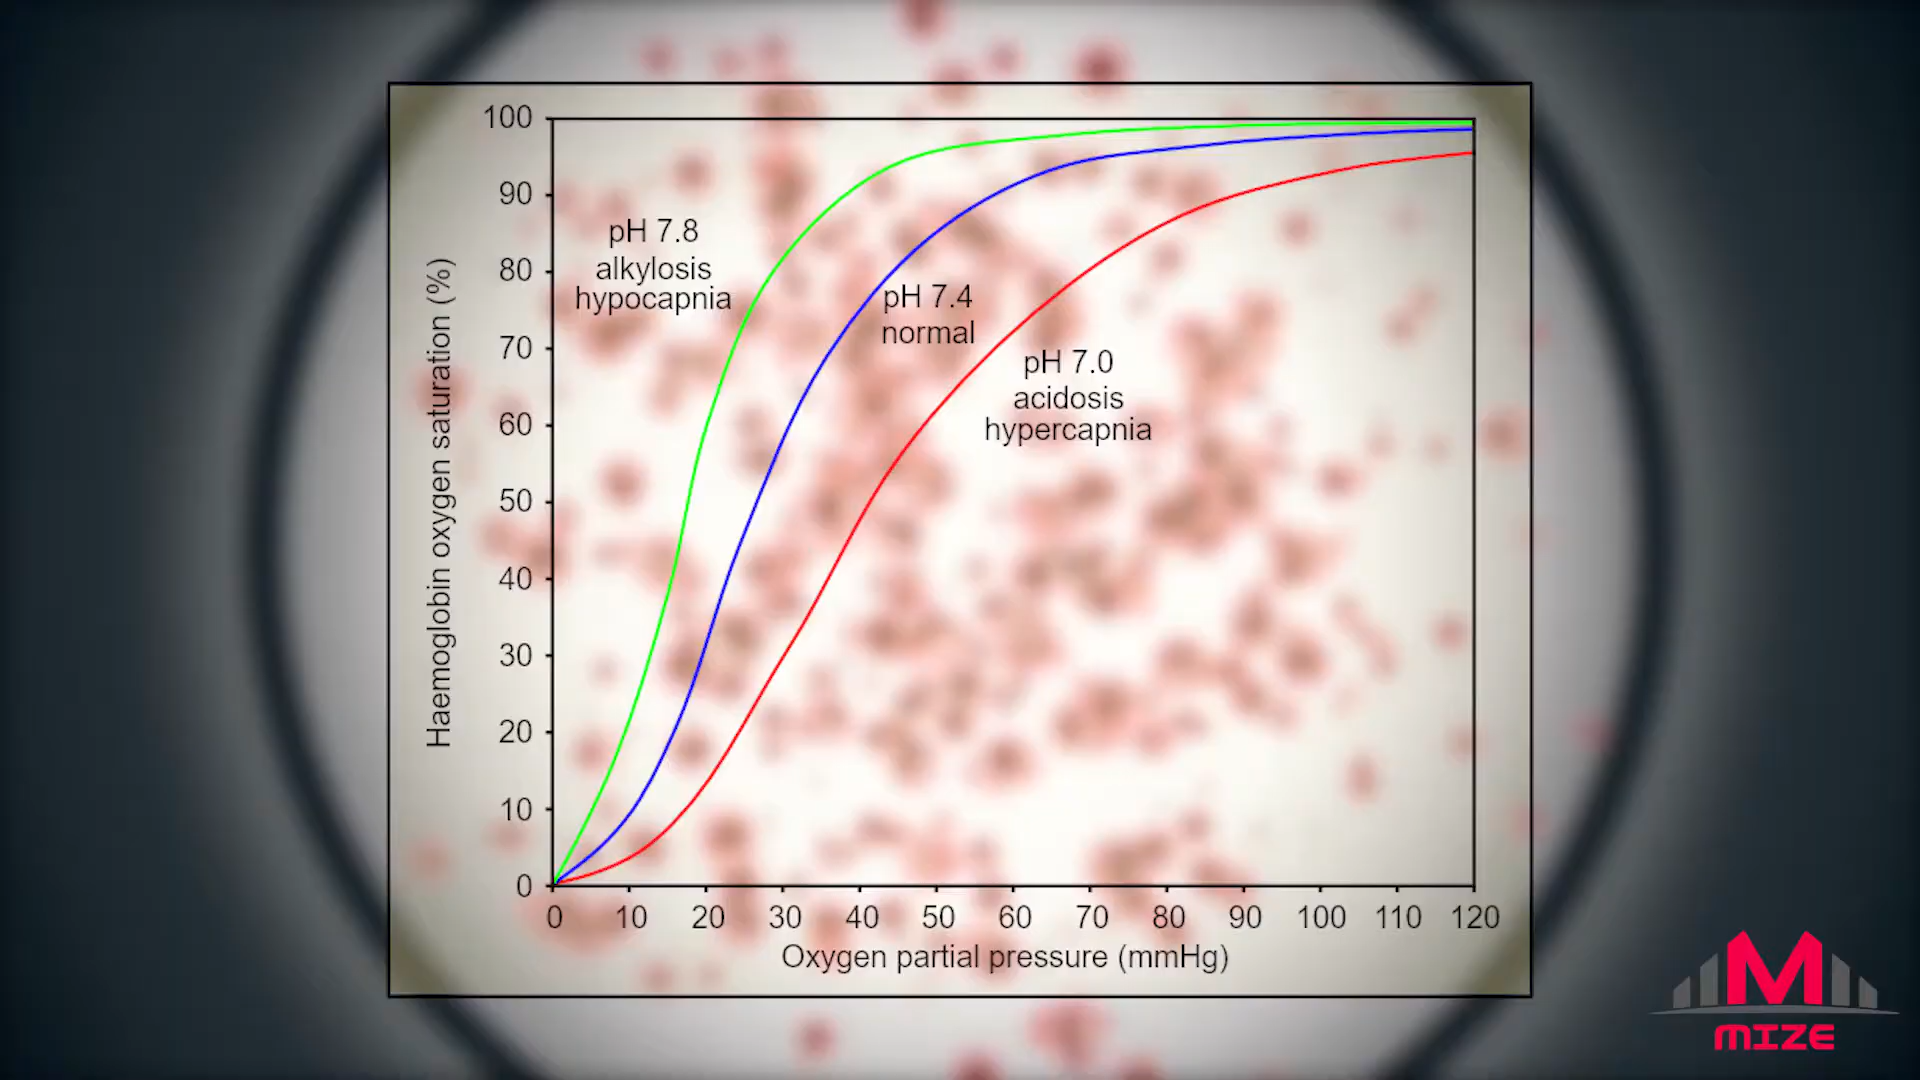 100
90
80
70
60
50
40
30
20
10
0
Haemoglobin oxygen saturation (%)
pH 7.8
alkylosis
hypocapnia
pH 7.4
normal
pH 7.0
acidosis
hypercapnia
0 10 20 30 40 50 60 70 80 90 100 110 120
Oxygen partial pressure (mmHg)
M
MIZE